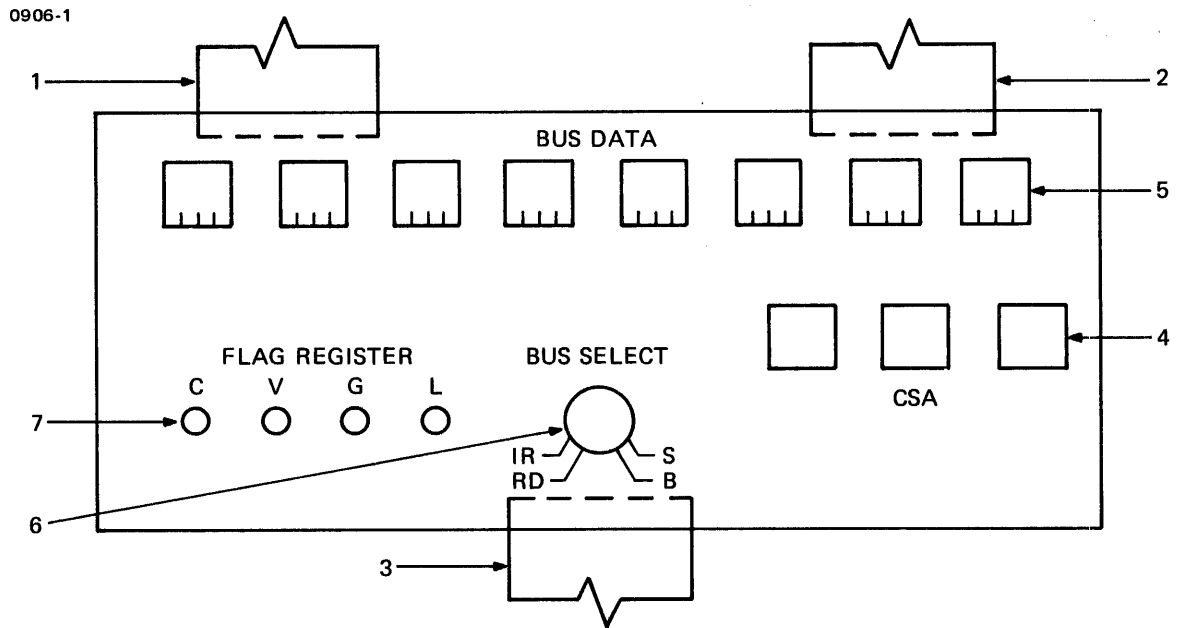 0906-1
1
2
BUS DATA
5
4
FLAG REGISTER
BUS SELECT
C V G L
CSA
7
IR
S
RD
B
6
3